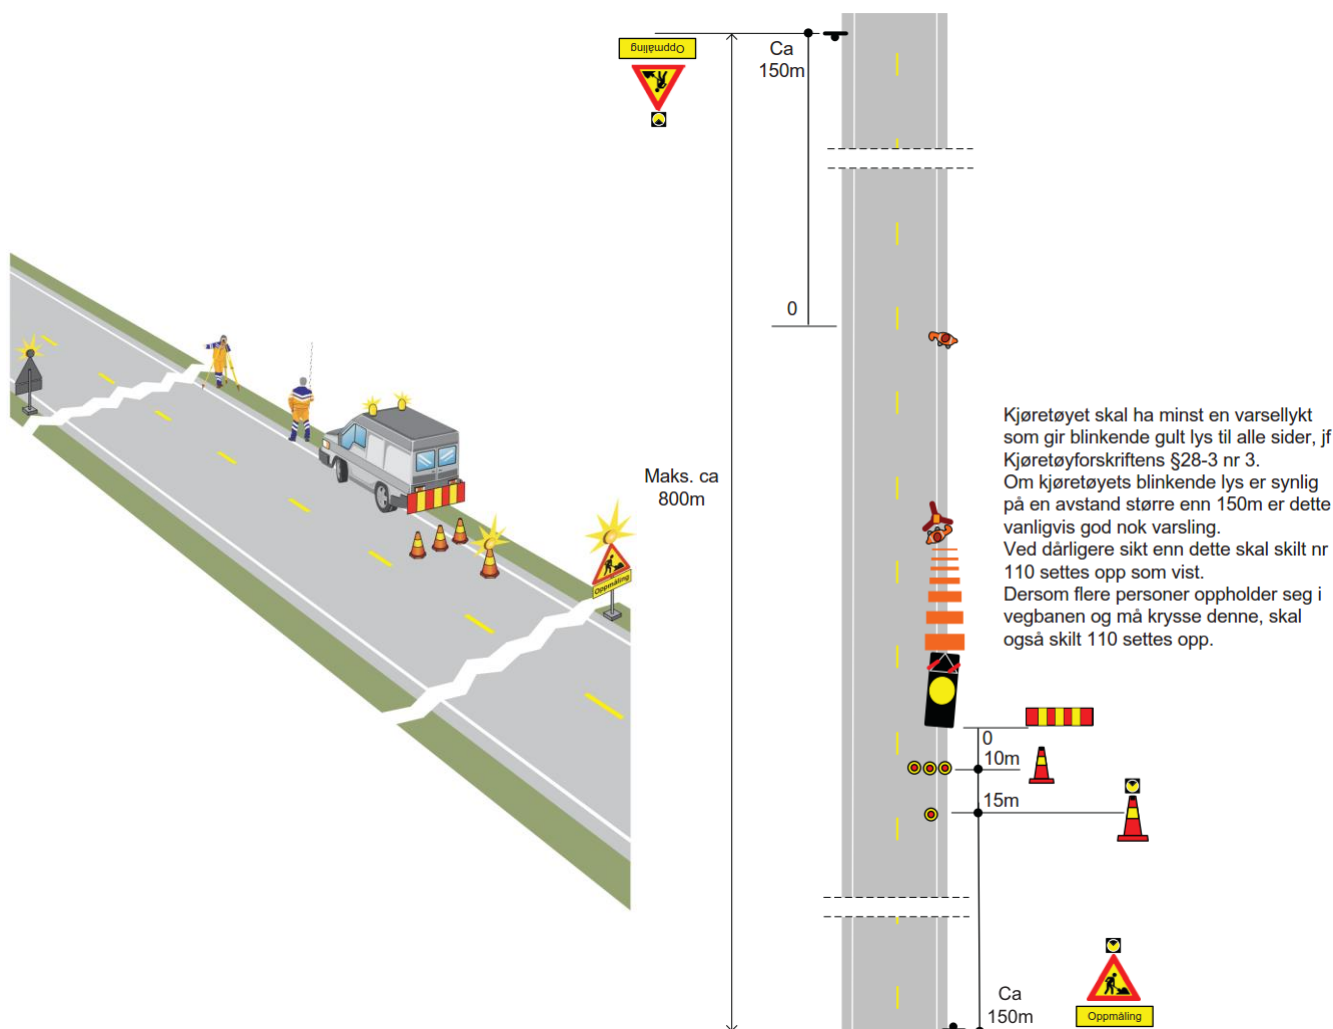 Oppmåling
Ca
150m
0
Maks. ca
800m
Oppmåling
Kjøretøyet skal ha minst en varsellykt
som gir blinkende gult lys til alle sider, jf
Kjøretøyforskriftens §28-3 nr 3.
Om kjøretøyets blinkende lys er synlig
på en avstand større enn 150m er dette
vanligvis god nok varsling.
Ved dårligere sikt enn dette skal skilt nr
110 settes opp som vist.
Dersom flere personer oppholder seg i
vegbanen og må krysse denne, skal
også skilt 110 settes opp.
0
10m
15m
Ca
150m
Oppmåling